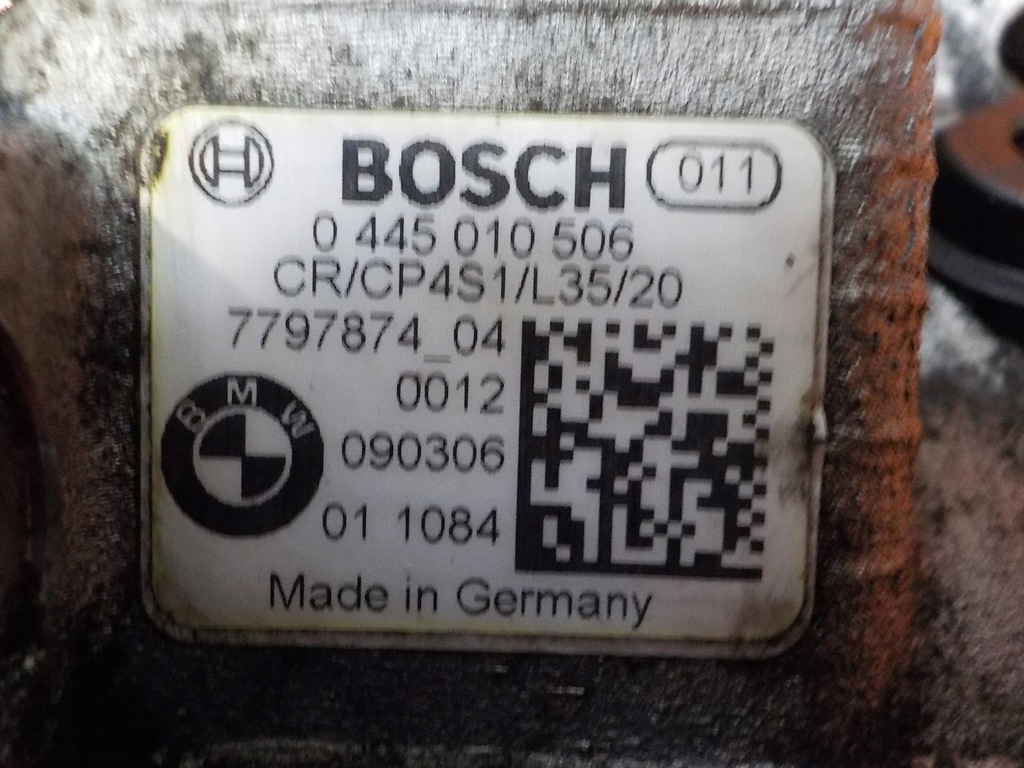 BOSCH 011
0 445 010 506
CR/CP4S1/L35/20
7797874_04
0012
BMW
090306
01 1084
Made in Germany